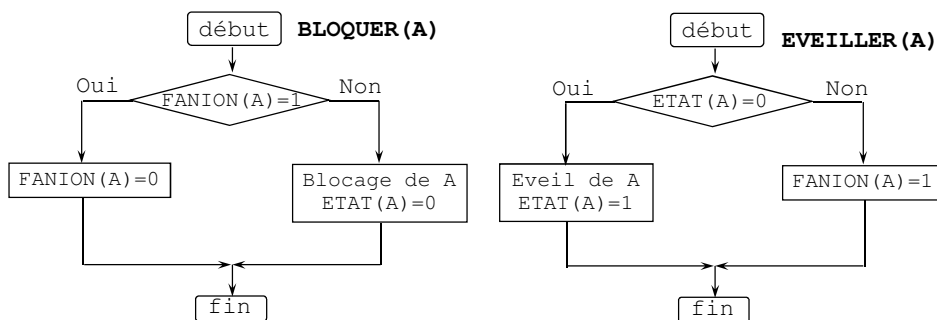 début
BLOQUER(A)
Oui
Non
FANION(A)=1
FANION(A)=0
Blocage de A
ETAT(A)=0
fin
début
EVEILLER(A)
Oui
Non
ETAT(A)=0
Eveil de A
ETAT(A)=1
FANION(A)=1
fin